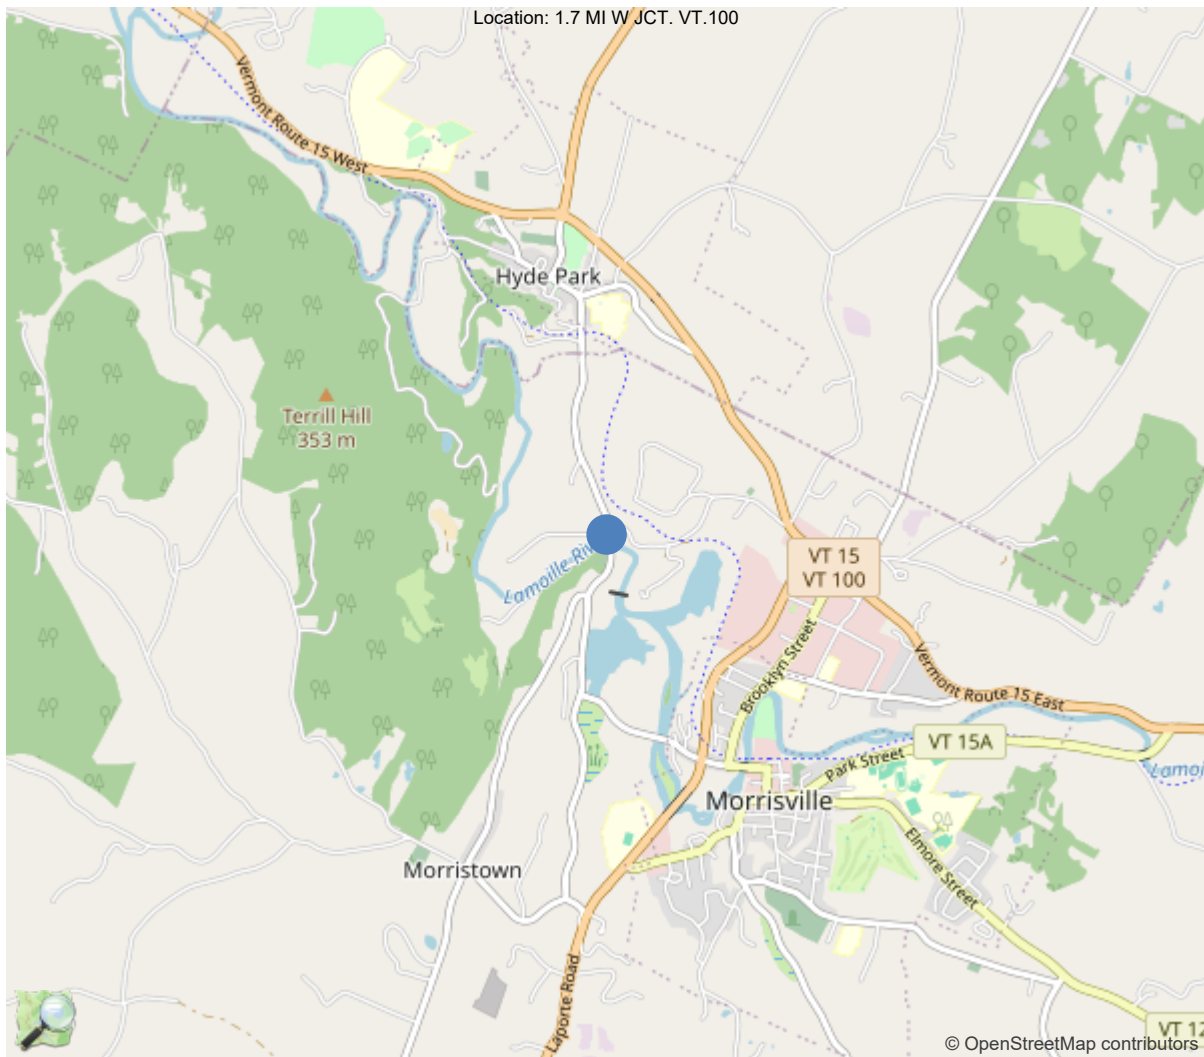 Location: 1.7 MI W JCT. VT.100
Vermont Route 15 West
Hyde Park
Terrill Hill
353 m
VT 15
VT 100
Brooklyn Street
Vermont Route 15 East
VT 15A
Park Street
Morrisville
Elmore Street
Morristown
Laporte Road
© OpenStreetMap contributors